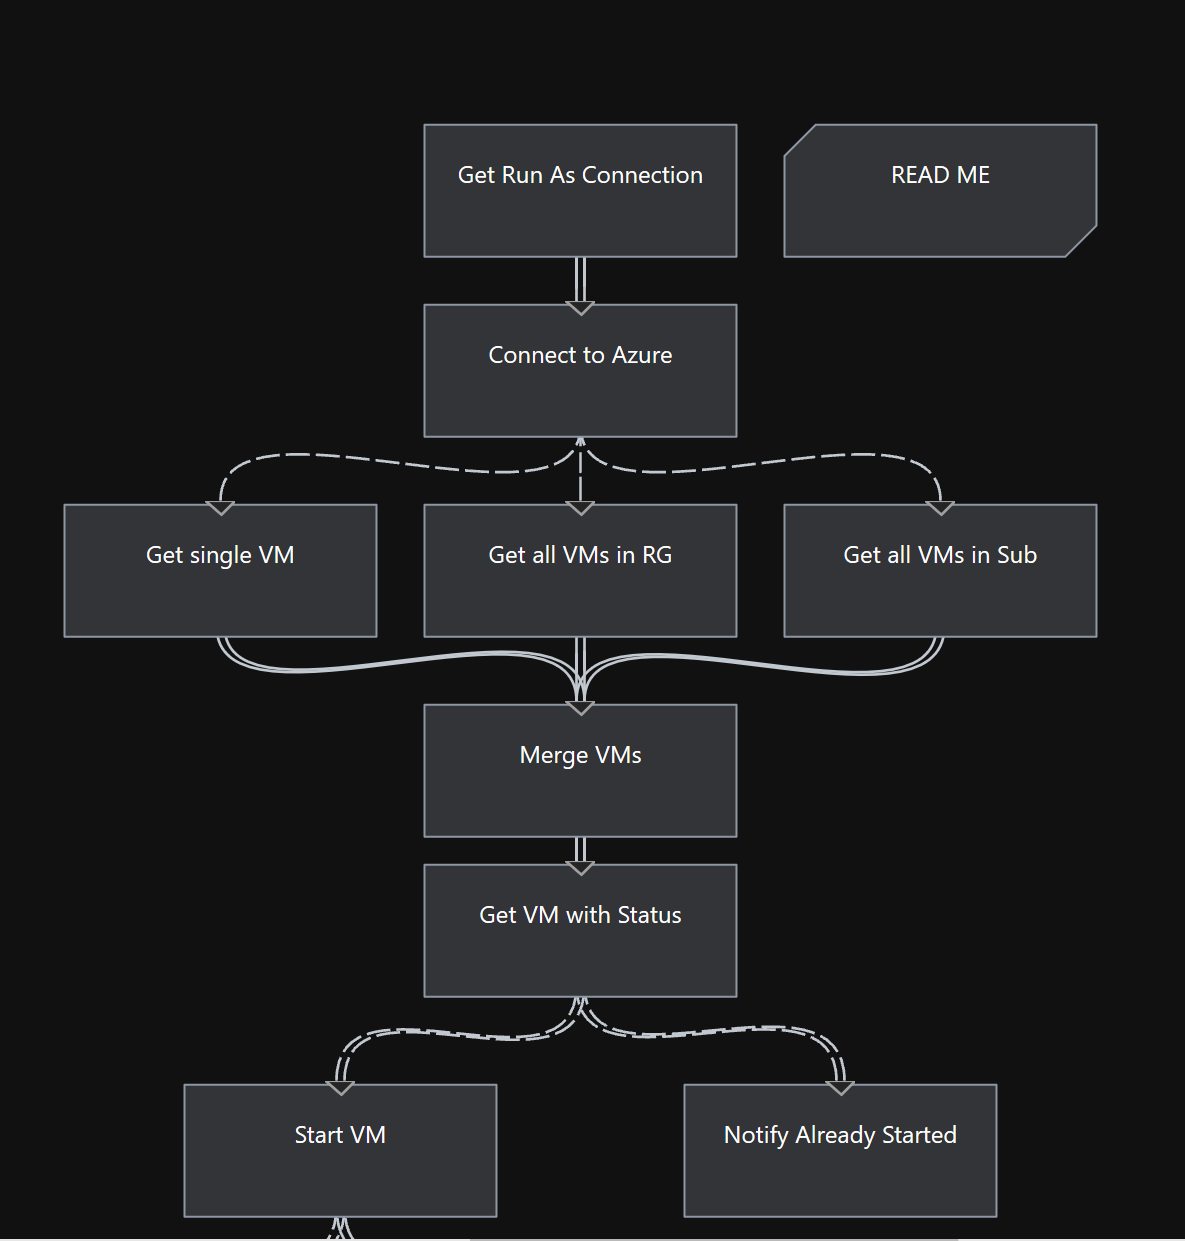 Get Run As Connection
READ ME
Connect to Azure
Get single VM
Get all VMs in RG
Get all VMs in Sub
Merge VMs
Get VM with Status
Start VM
Notify Already Started